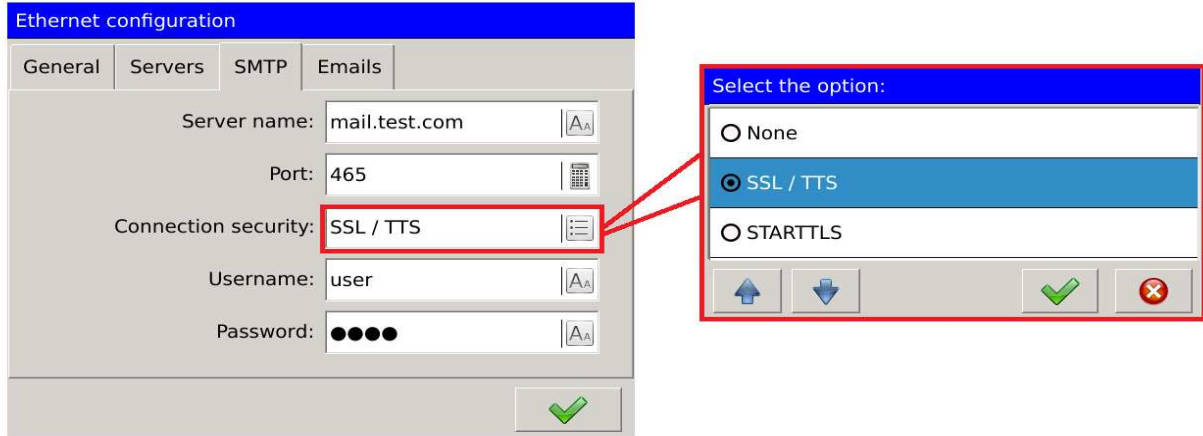 Ethernet configuration
General Servers SMTP Emails
Server name: mail.test.com
Port: 465
Connection security: SSL / TTS
Username: user
Password: ●●●●
Select the option:
None
SSL / TTS
STARTTLS